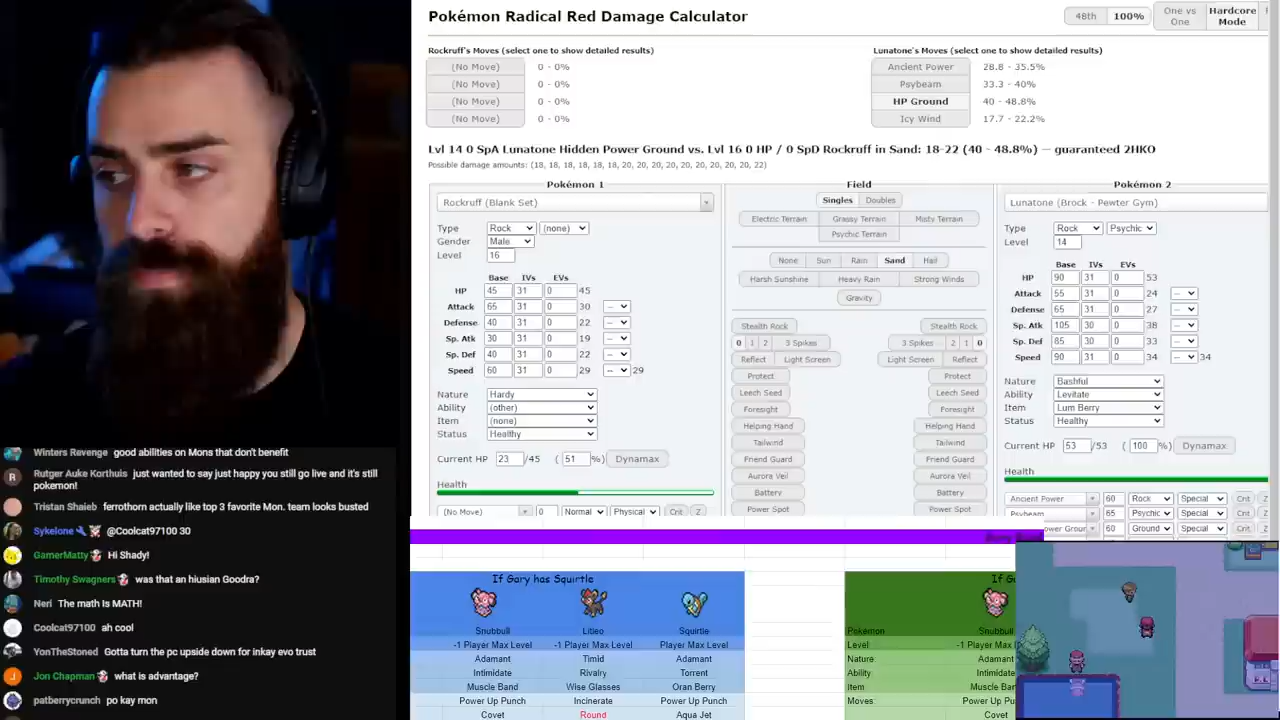 Pokémon Radical Red Damage Calculator
48th 100% One vs One Hardcore Mode
Rockruff's Moves (select one to show detailed results)
(No Move) 0 - 0%
(No Move) 0 - 0%
(No Move) 0 - 0%
(No Move) 0 - 0%
Lunatone's Moves (select one to show detailed results)
Ancient Power 28.8 - 35.5%
Psybeam 33.3 - 40%
HP Ground 40 - 48.8%
Icy Wind 17.7 - 22.2%
Lvl 14 0 SpA Lunatone Hidden Power Ground vs. Lvl 16 0 HP / 0 SpD Rockruff in Sand: 18-22 (40 - 48.8%) — guaranteed 2HKO
Possible damage amounts: (18, 18, 18, 18, 18, 18, 20, 20, 20, 20, 20, 20, 20, 20, 20, 22)
Pokémon 1
Rockruff (Blank Set)
Type Rock (none)
Gender Male
Level 16
Base IVs EVs
HP 45 31 0 45
Attack 65 31 0 30 --
Defense 40 31 0 22 --
Sp. Atk 30 31 0 19 --
Sp. Def 40 31 0 22 --
Speed 60 31 0 29 -- 29
Nature Hardy
Ability (other)
Item (none)
Status Healthy
Current HP 23 /45 ( 51 %) Dynamax
Health
(No Move) 0 Normal Physical Crit Z
Field
Singles Doubles
Electric Terrain Grassy Terrain Misty Terrain
Psychic Terrain
None Sun Rain Sand Hail
Harsh Sunshine Heavy Rain Strong Winds
Gravity
Stealth Rock Stealth Rock
0 1 2 3 Spikes 3 Spikes 2 1 0
Reflect Light Screen Light Screen Reflect
Protect Protect
Leech Seed Leech Seed
Foresight Foresight
Helping Hand Helping Hand
Tailwind Tailwind
Friend Guard Friend Guard
Aurora Veil Aurora Veil
Battery Battery
Power Spot Power Spot
Pokémon 2
Lunatone (Brock - Pewter Gym)
Type Rock Psychic
Level 14
Base IVs EVs
HP 90 31 0 53
Attack 55 31 0 24 --
Defense 65 31 0 27 --
Sp. Atk 105 30 0 38 --
Sp. Def 85 30 0 33 --
Speed 90 31 0 34 -- 34
Nature Bashful
Ability Levitate
Item Lum Berry
Status Healthy
Current HP 53 /53 ( 100 %) Dynamax
Health
Ancient Power 60 Rock Special Crit Z
Psybeam 65 Psychic Special Crit Z
ower Groun 60 Ground Special Crit Z
Winters Revenge good abilities on Mons that don't benefit
Rutger Auke Korthuis just wanted to say just happy you still go live and it's still
pokemon!
Tristan Shaieb ferrothorn actually like top 3 favorite Mon. team looks busted
Sykelone @Coolcat97100 30
GamerMatty Hi Shady!
Timothy Swagners was that an hiusian Goodra?
Neri The math Is MATH!
Coolcat97100 ah cool
YonTheStoned Gotta turn the pc upside down for inkay evo trust
Jon Chapman what is advantage?
patberrycrunch po kay mon
If Gary has Squirtle
Snubbull Litleo Squirtle
-1 Player Max Level -1 Player Max Level Player Max Level
Adamant Timid Adamant
Intimidate Rivalry Torrent
Muscle Band Wise Glasses Oran Berry
Power Up Punch Incinerate Power Up Punch
Covet Round Aqua Jet
If G
Pokémon Snubbull
Level -1 Player Max
Nature: Adamant
Ability: Intimidate
Item Muscle Ban
Moves: Power Up Pu
Covet